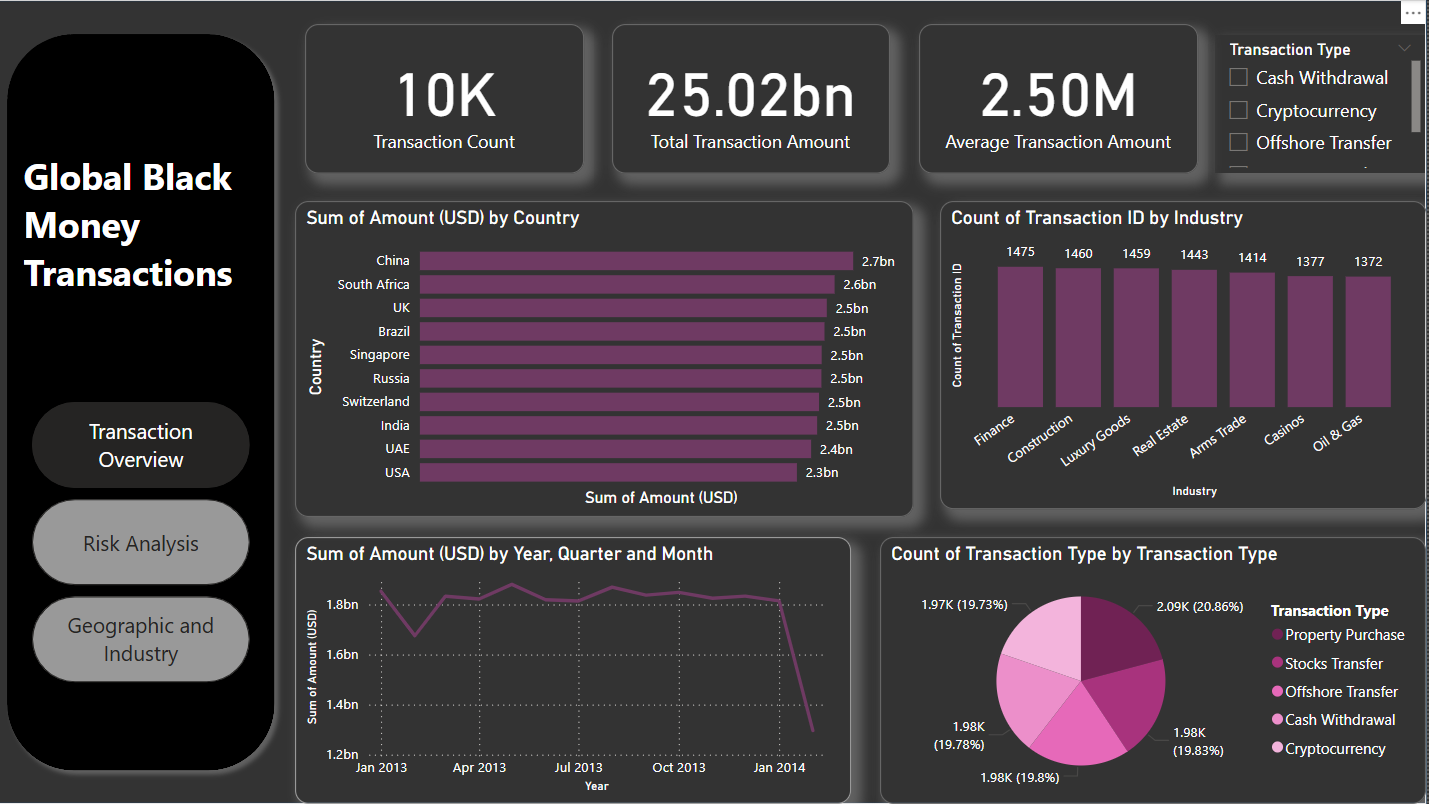 Global Black
Money
Transactions
Transaction
Overview
Risk Analysis
Geographic and
Industry
10K
Transaction Count
25.02bn
Total Transaction Amount
2.50M
Average Transaction Amount
Transaction Type
Cash Withdrawal
Cryptocurrency
Offshore Transfer
Sum of Amount (USD) by Country
Country
China 2.7bn
South Africa 2.6bn
UK 2.5bn
Brazil 2.5bn
Singapore 2.5bn
Russia 2.5bn
Switzerland 2.5bn
India 2.5bn
UAE 2.4bn
USA 2.3bn
Sum of Amount (USD)
Count of Transaction ID by Industry
Count of Transaction ID
1475 1460 1459 1443 1414 1377 1372
Finance Construction Luxury Goods Real Estate Arms Trade Casinos Oil & Gas
Industry
Sum of Amount (USD) by Year, Quarter and Month
Sum of Amount (USD)
1.8bn
1.6bn
1.4bn
1.2bn
Jan 2013 Apr 2013 Jul 2013 Oct 2013 Jan 2014
Year
Count of Transaction Type by Transaction Type
1.97K (19.73%)
2.09K (20.86%)
1.98K
(19.78%)
1.98K
(19.83%)
1.98K (19.8%)
Transaction Type
Property Purchase
Stocks Transfer
Offshore Transfer
Cash Withdrawal
Cryptocurrency